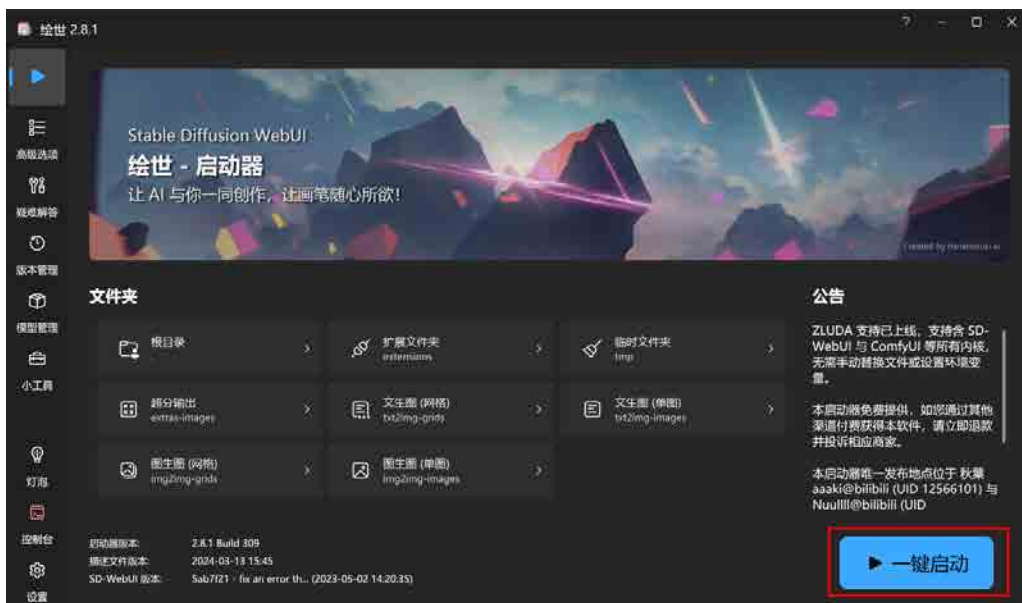 绘世 2.8.1
Stable Diffusion WebUI
绘世 - 启动器
让 AI 与你一同创作，让画笔随心所欲！
高级选项
疑难解答
版本管理
模型管理
小工具
灯泡
控制台
设置
文件夹
根目录
扩展文件夹
extensions
临时文件夹
tmp
超分输出
extras-images
文生图 (网格)
txt2img-grids
文生图 (单图)
txt2img-images
图生图 (网格)
img2img-grids
图生图 (单图)
img2img-images
公告
ZLUDA 支持已上线，支持含 SD-
WebUI 与 ComfyUI 等所有内核，
无需手动替换文件或设置环境变
量。
本启动器免费提供，如您通过其他
渠道付费获得本软件，请立即退款
并投诉相应商家。
本启动器唯一发布地点位于 秋葉
aaaki@bilibili (UID 12566101) 与
Nuullll@bilibili (UID
启动器版本: 2.8.1 Build 309
描述文件版本: 2024-03-13 15:45
SD-WebUI 版本: 5ab7f21 - fix an error th... (2023-05-02 14:20:35)
一键启动